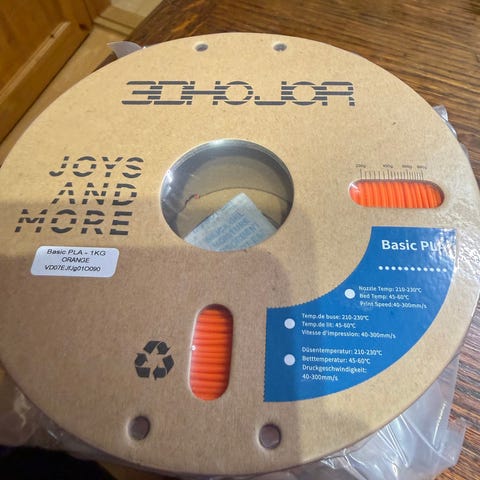 3DHOJOR
JOYS
AND
MORE
Basic PLA - 1KG
ORANGE
Basic PLA
Nozzle Temp: 210-230℃
Bed Temp: 45-60℃
Print Speed:40-300mm/s
Temp.de buse: 210-230℃
Temp.de lit: 45-60℃
Vitesse d'impression: 40-300mm/s
Düsentemperatur: 210-230℃
Betttemperatur: 45-60℃
Druckgeschwindigkeit:
40-300mm/s